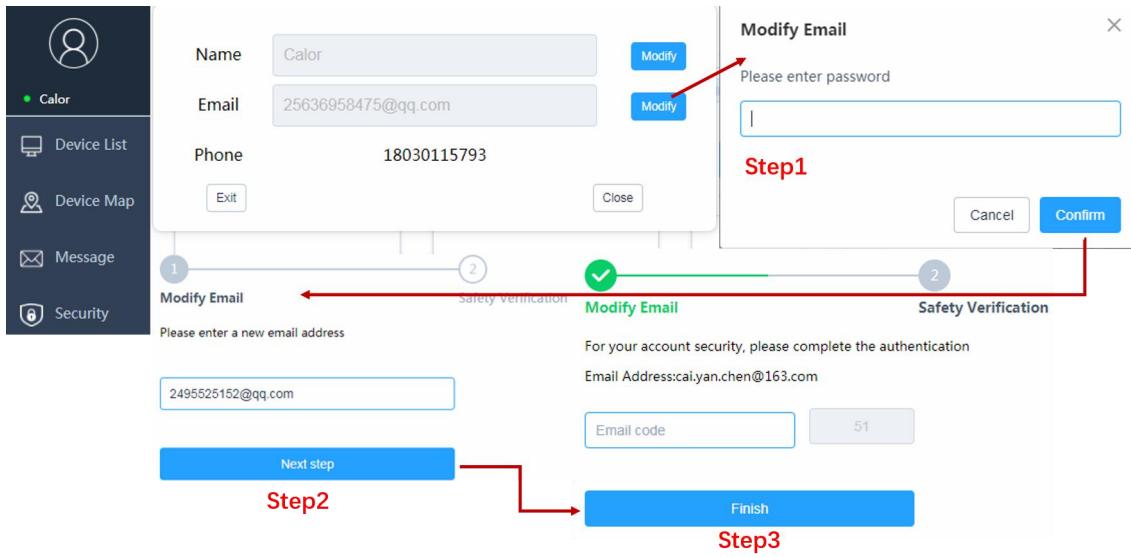 Calor
Device List
Device Map
Message
Security
Name
Calor
Modify
Email
25636958475@qq.com
Modify
Phone
18030115793
Exit
Close
Modify Email
Please enter password
Step1
Cancel
Confirm
1
2
Modify Email
Safety Verification
Please enter a new email address
2495525152@qq.com
Next step
Step2
2
Modify Email
Safety Verification
For your account security, please complete the authentication
Email Address:cai.yan.chen@163.com
Email code
51
Finish
Step3